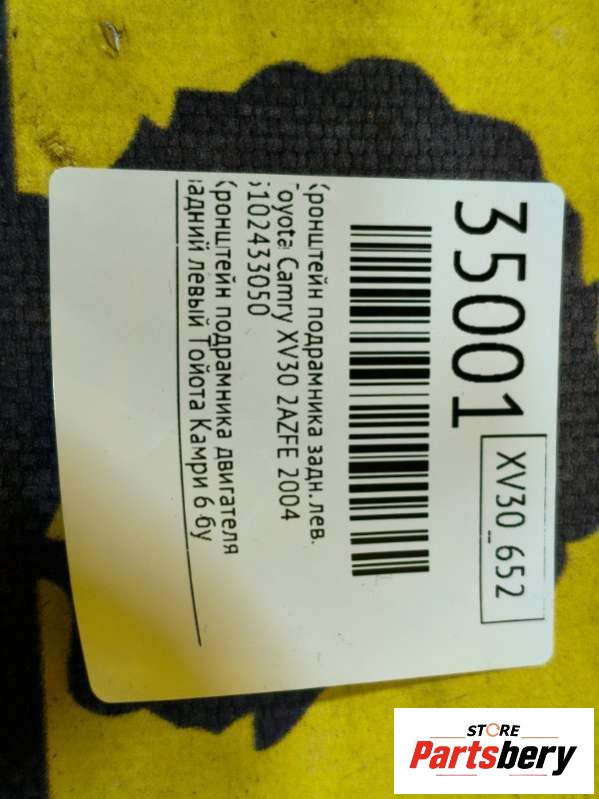 35001
XV30_652
Кронштейн подрамника задн.лев.
Toyota Camry XV30 2AZFE 2004
5102433050
Кронштейн подрамника двигателя
задний левый Тойота Камри 6 бу
STORE
Partsbery